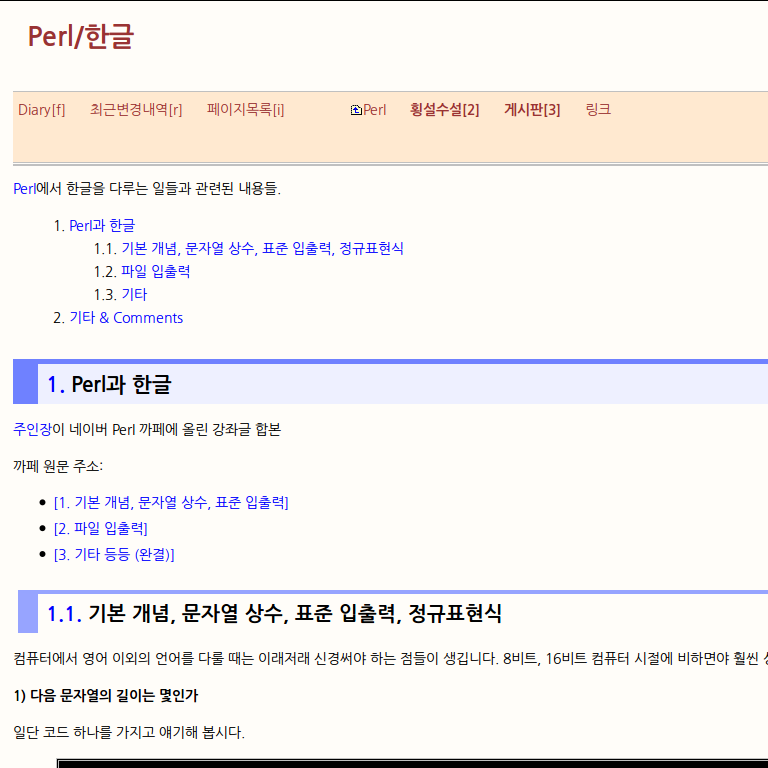 Perl/한글
Diary[f] 최근변경내역[r] 페이지목록[i] Perl 횡설수설[2] 게시판[3] 링크
Perl에서 한글을 다루는 일들과 관련된 내용들.
1. Perl과 한글
1.1. 기본 개념, 문자열 상수, 표준 입출력, 정규표현식
1.2. 파일 입출력
1.3. 기타
2. 기타 & Comments
1. Perl과 한글
주인장이 네이버 Perl 까페에 올린 강좌글 합본
까페 원문 주소:
[1. 기본 개념, 문자열 상수, 표준 입출력]
[2. 파일 입출력]
[3. 기타 등등 (완결)]
1.1. 기본 개념, 문자열 상수, 표준 입출력, 정규표현식
컴퓨터에서 영어 이외의 언어를 다룰 때는 이래저래 신경써야 하는 점들이 생깁니다. 8비트, 16비트 컴퓨터 시절에 비하면야 훨씬
1) 다음 문자열의 길이는 몇인가
일단 코드 하나를 가지고 얘기해 봅시다.